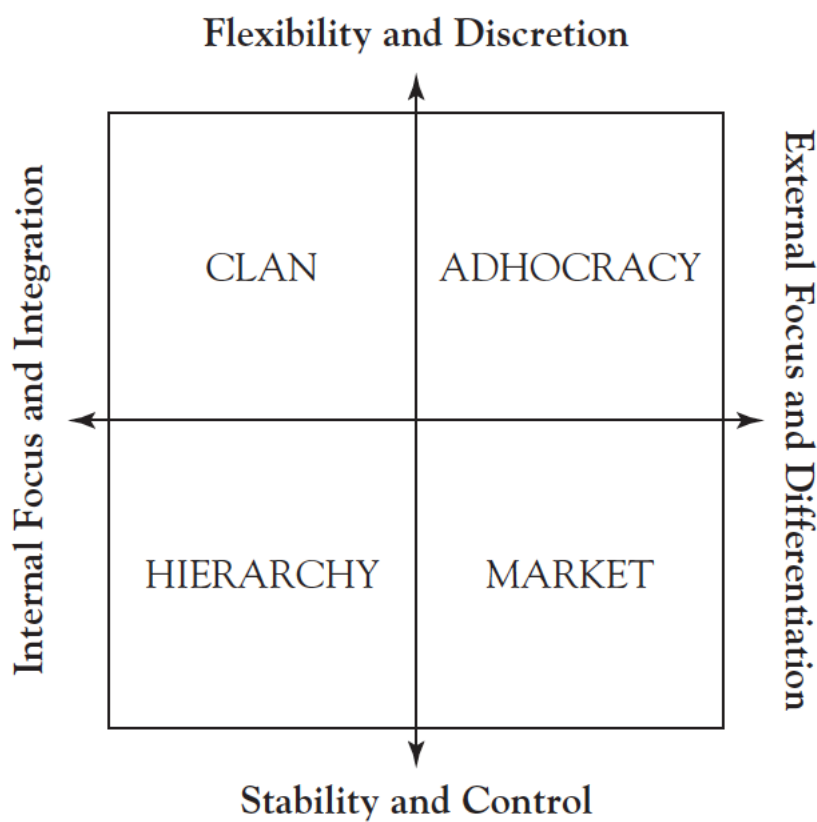 Flexibility and Discretion
Internal Focus and Integration
External Focus and Differentiation
CLAN
ADHOCRACY
HIERARCHY
MARKET
Stability and Control